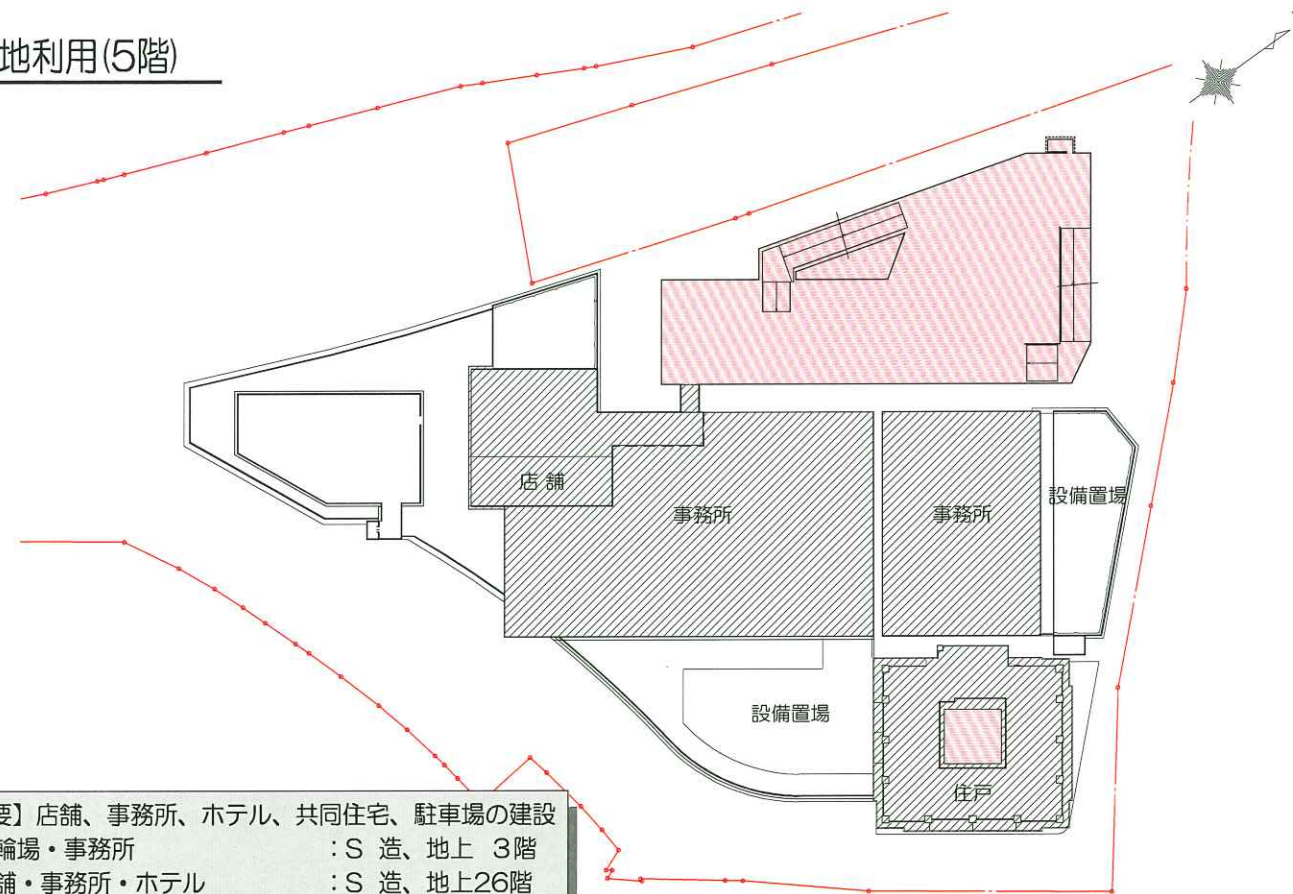 地利用(5階)
店舗
事務所
事務所
設備置場
設備置場
住戸
要】店舗、事務所、ホテル、共同住宅、駐車場の建設
輪場・事務所 :S 造、地上 3階
舗・事務所・ホテル :S 造、地上26階